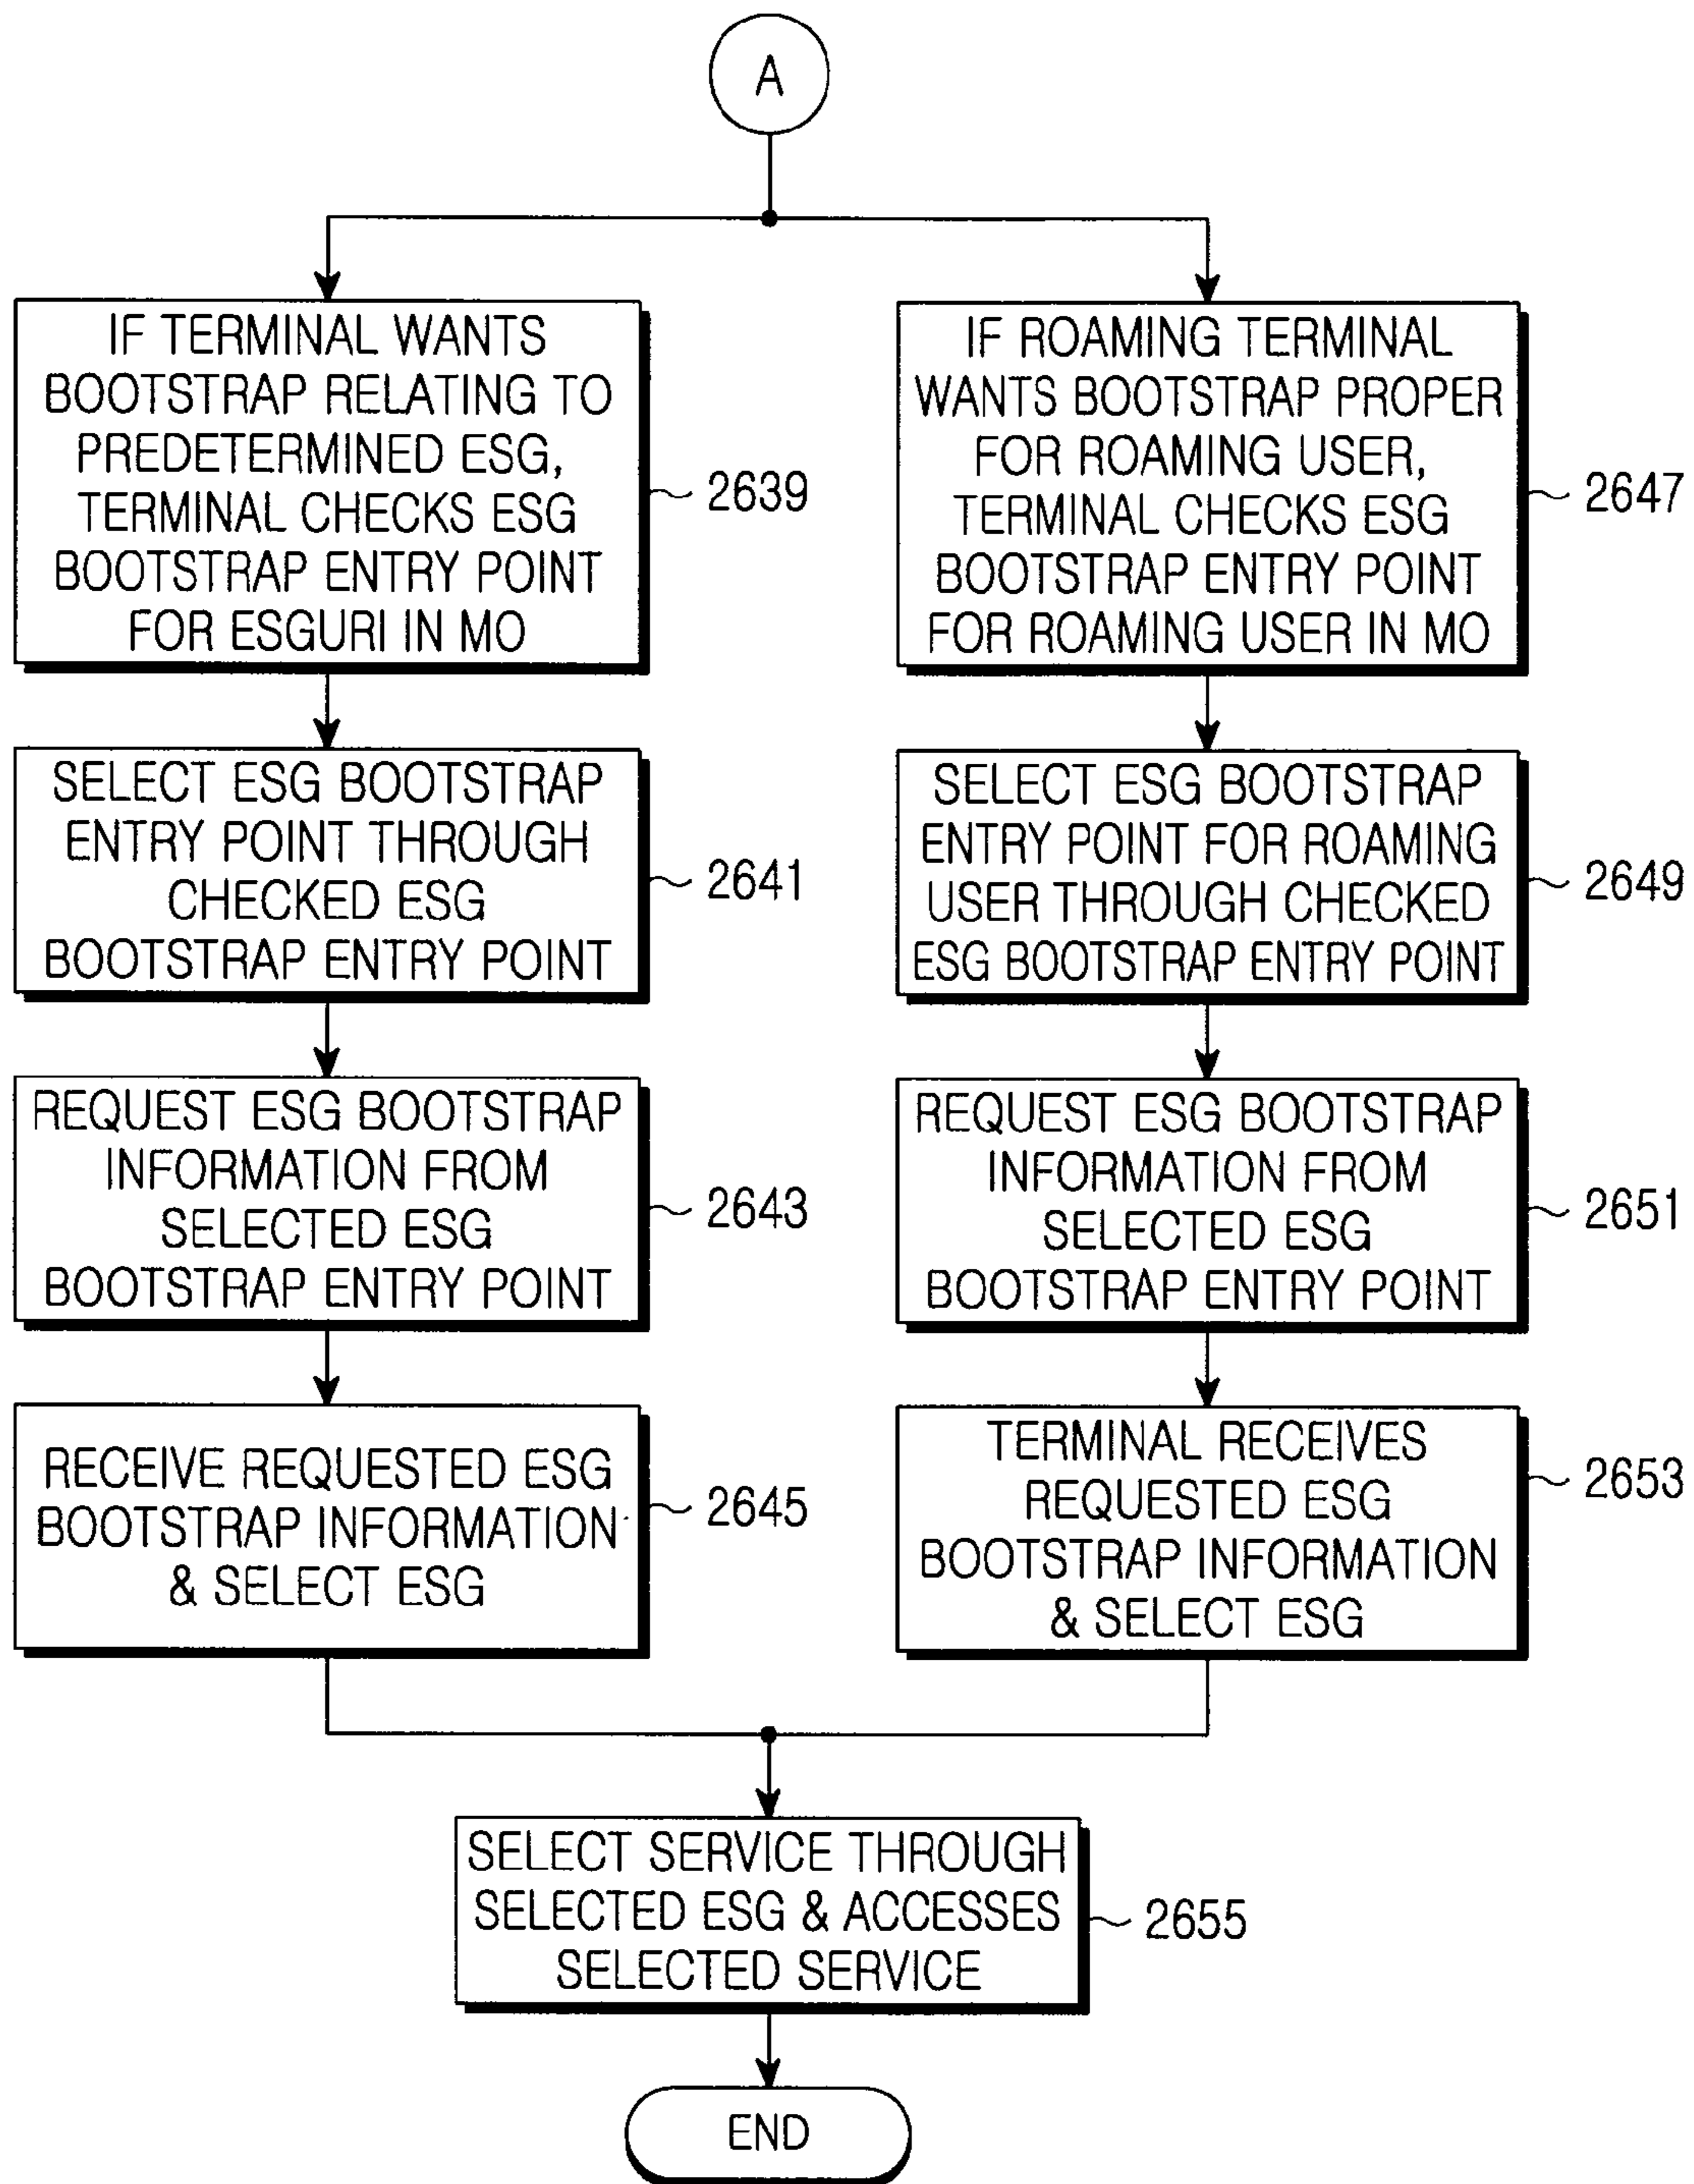 A
IF TERMINAL WANTS
BOOTSTRAP RELATING TO
PREDETERMINED ESG,
TERMINAL CHECKS ESG
BOOTSTRAP ENTRY POINT
FOR ESGURI IN MO
2639
SELECT ESG BOOTSTRAP
ENTRY POINT THROUGH
CHECKED ESG
BOOTSTRAP ENTRY POINT
2641
REQUEST ESG BOOTSTRAP
INFORMATION FROM
SELECTED ESG
BOOTSTRAP ENTRY POINT
2643
RECEIVE REQUESTED ESG
BOOTSTRAP INFORMATION
& SELECT ESG
2645
IF ROAMING TERMINAL
WANTS BOOTSTRAP PROPER
FOR ROAMING USER,
TERMINAL CHECKS ESG
BOOTSTRAP ENTRY POINT
FOR ROAMING USER IN MO
2647
SELECT ESG BOOTSTRAP
ENTRY POINT FOR ROAMING
USER THROUGH CHECKED
ESG BOOTSTRAP ENTRY POINT
2649
REQUEST ESG BOOTSTRAP
INFORMATION FROM
SELECTED ESG
BOOTSTRAP ENTRY POINT
2651
TERMINAL RECEIVES
REQUESTED ESG
BOOTSTRAP INFORMATION
& SELECT ESG
2653
SELECT SERVICE THROUGH
SELECTED ESG & ACCESSES
SELECTED SERVICE
2655
END